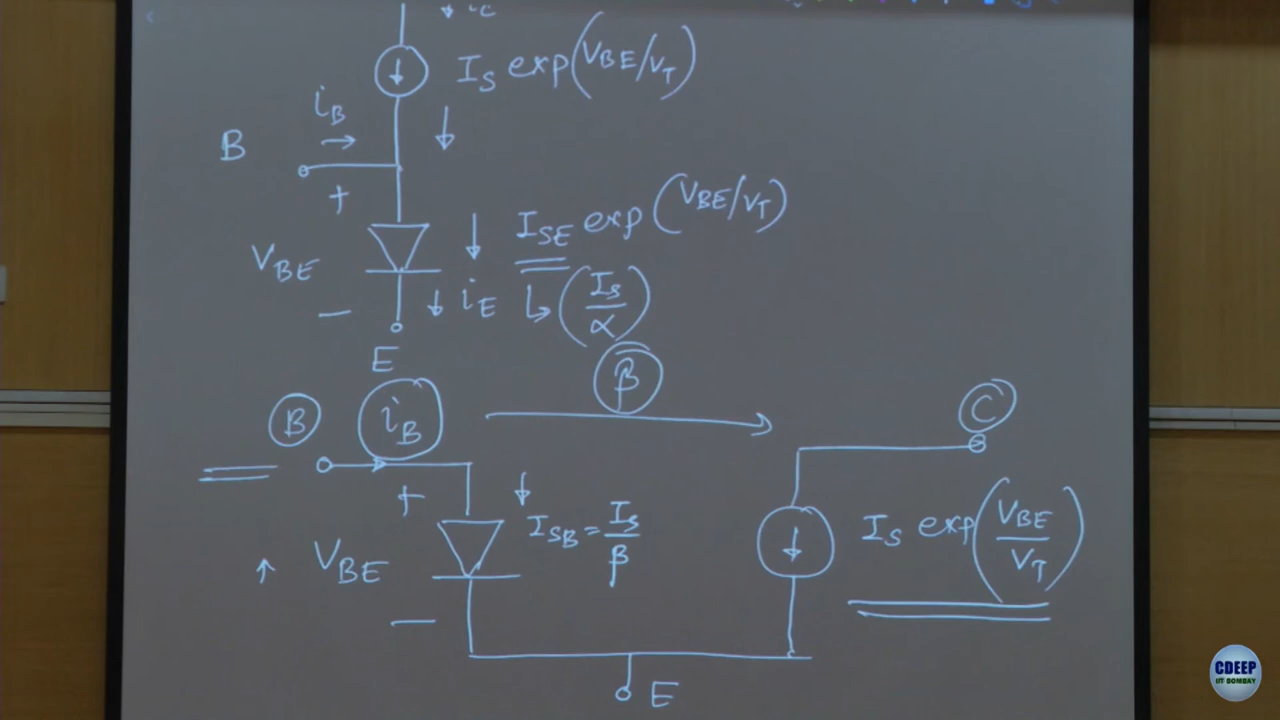 iC
IS exp(VBE/VT)
iB
B
+
ISE exp(VBE/VT)
VBE
iE (IS/α)
−
E
β
B iB C
+
ISB = IS/β IS exp(VBE/VT)
VBE
−
E
CDEEP
IIT BOMBAY